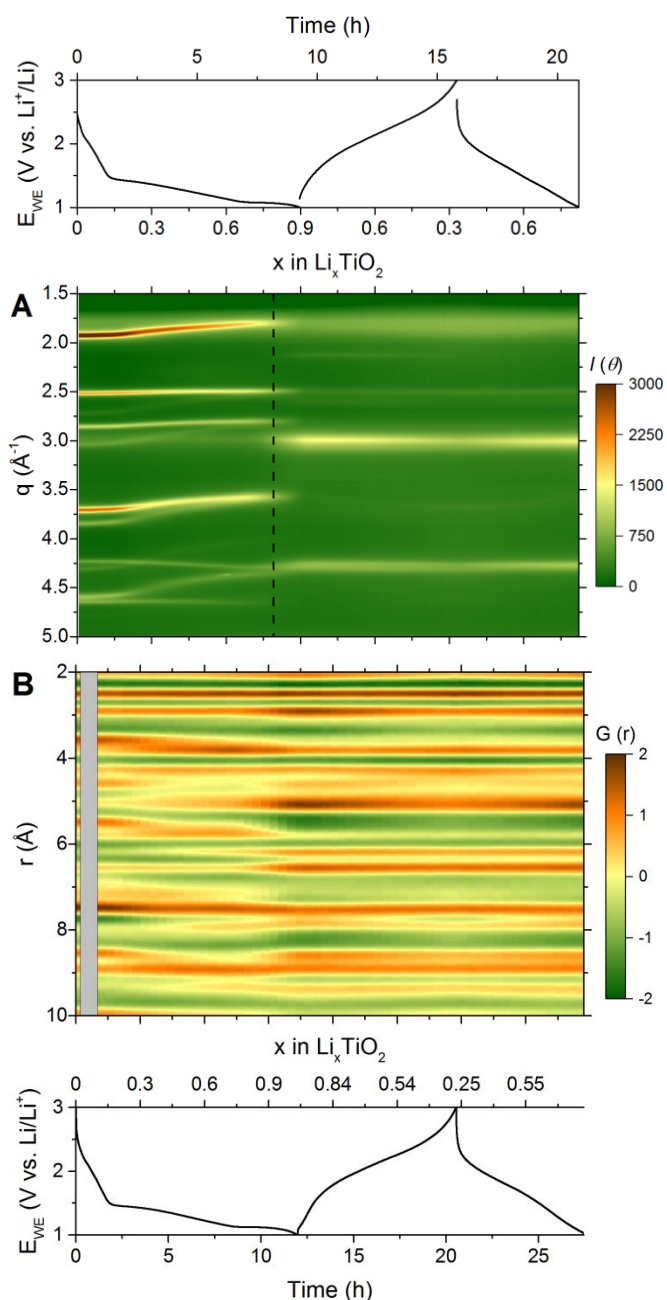 Time (h)
0 5 10 15 20
E_WE (V vs. Li⁺/Li)
3
2
1
0 0.3 0.6 0.9 0.6 0.3 0.6
x in LiₓTiO₂
A
1.5
2.0
2.5
3.0
3.5
4.0
4.5
5.0
q (Å⁻¹)
I (θ)
3000
2250
1500
750
0
B
2
4
6
8
10
r (Å)
G (r)
2
1
0
-1
-2
x in LiₓTiO₂
0 0.3 0.6 0.9 0.84 0.54 0.25 0.55
E_WE (V vs. Li/Li⁺)
3
2
1
0 5 10 15 20 25
Time (h)